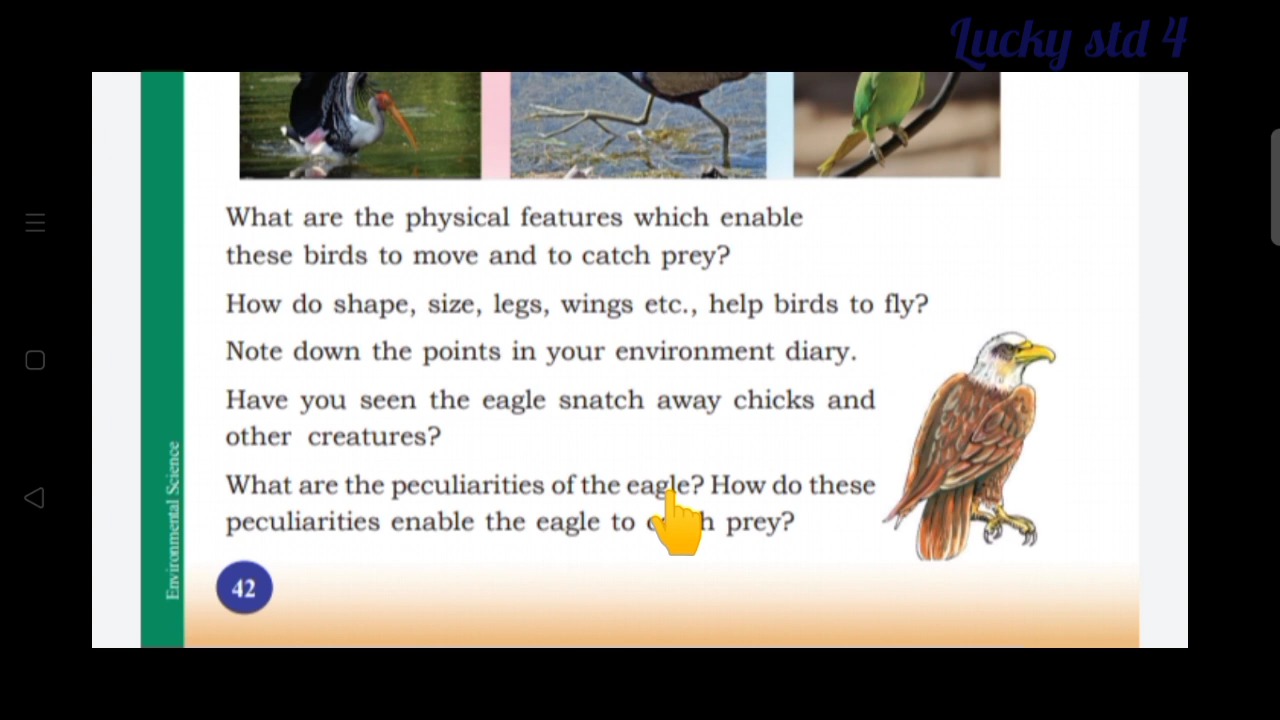 Lucky std 4
What are the physical features which enable
these birds to move and to catch prey?
How do shape, size, legs, wings etc., help birds to fly?
Note down the points in your environment diary.
Have you seen the eagle snatch away chicks and
other creatures?
What are the peculiarities of the eagle? How do these
peculiarities enable the eagle to prey?
Environmental Science
42